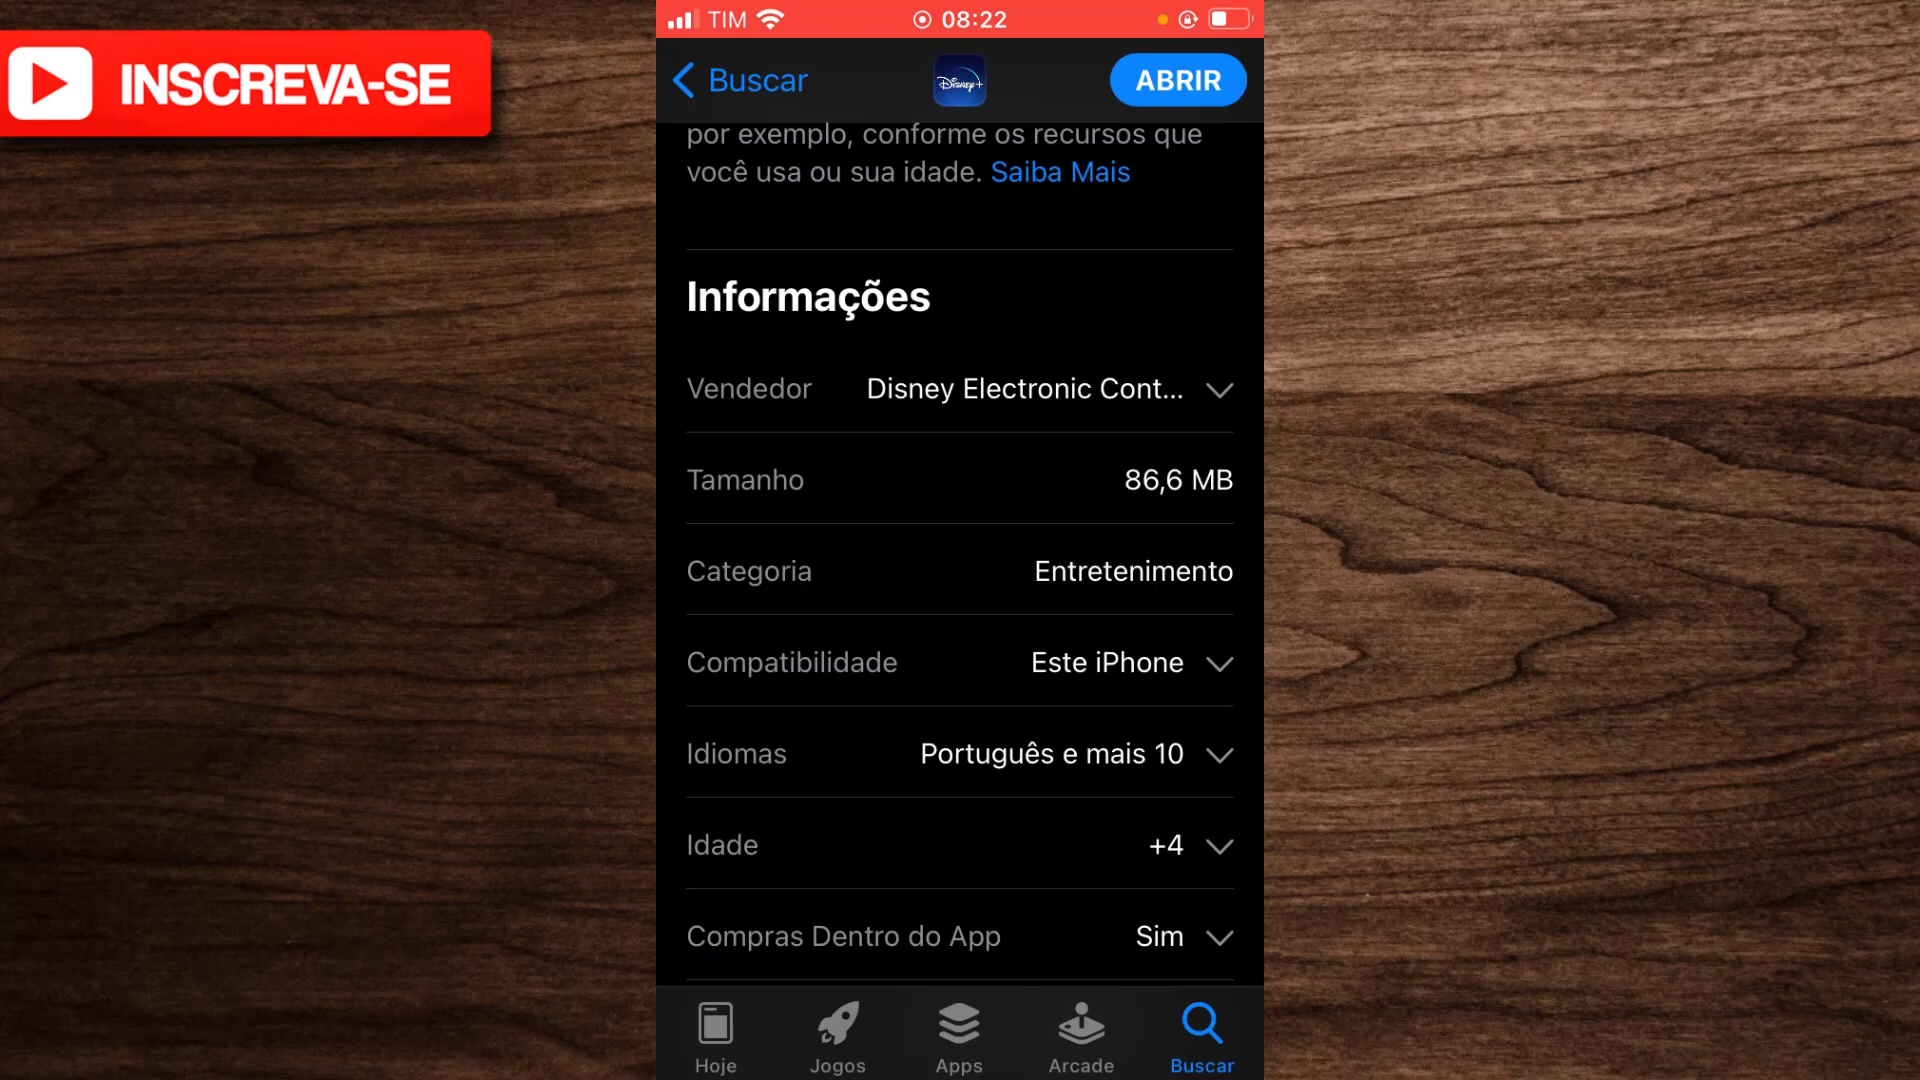 INSCREVA-SE
TIM
08:22
Buscar
Disney+
ABRIR
por exemplo, conforme os recursos que
você usa ou sua idade. Saiba Mais
Informações
Vendedor Disney Electronic Cont...
Tamanho 86,6 MB
Categoria Entretenimento
Compatibilidade Este iPhone
Idiomas Português e mais 10
Idade +4
Compras Dentro do App Sim
Hoje Jogos Apps Arcade Buscar